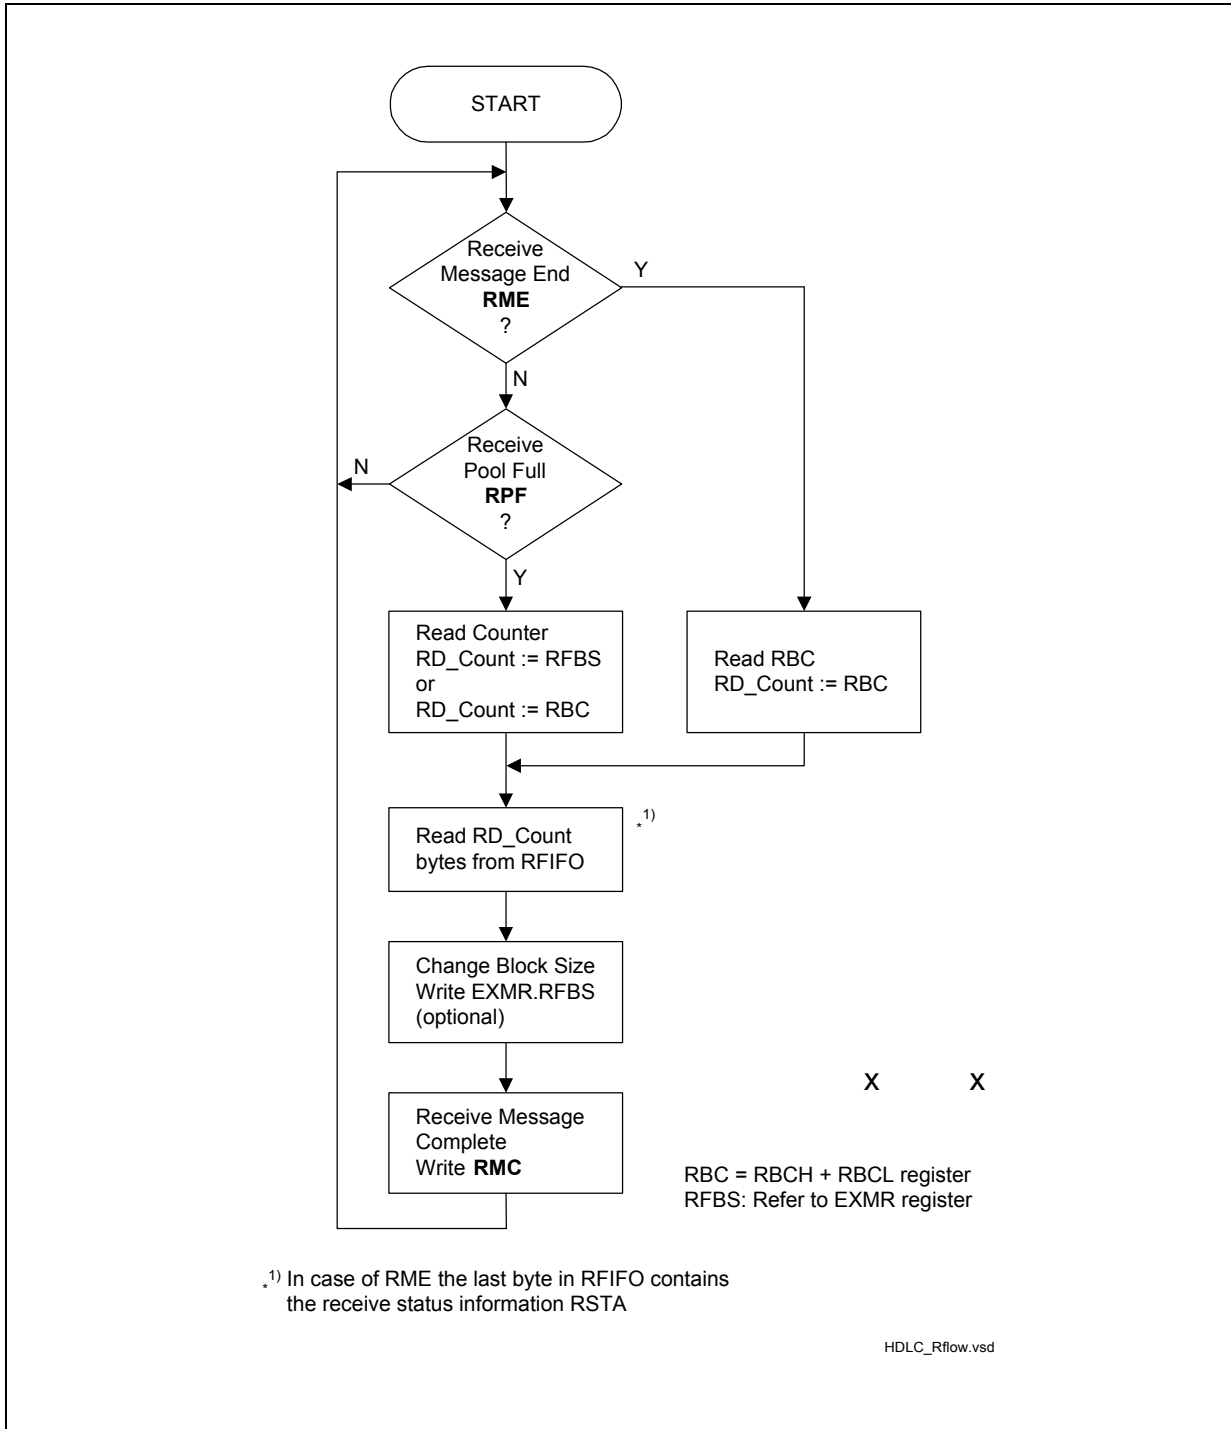 START
Receive
Message End
RME
?
Y
N
Receive
Pool Full
RPF
?
N
Y
Read Counter
RD_Count := RFBS
or
RD_Count := RBC
Read RBC
RD_Count := RBC
Read RD_Count
bytes from RFIFO
*1)
Change Block Size
Write EXMR.RFBS
(optional)
X X
Receive Message
Complete
Write RMC
RBC = RBCH + RBCL register
RFBS: Refer to EXMR register
*1) In case of RME the last byte in RFIFO contains
the receive status information RSTA
HDLC_Rflow.vsd